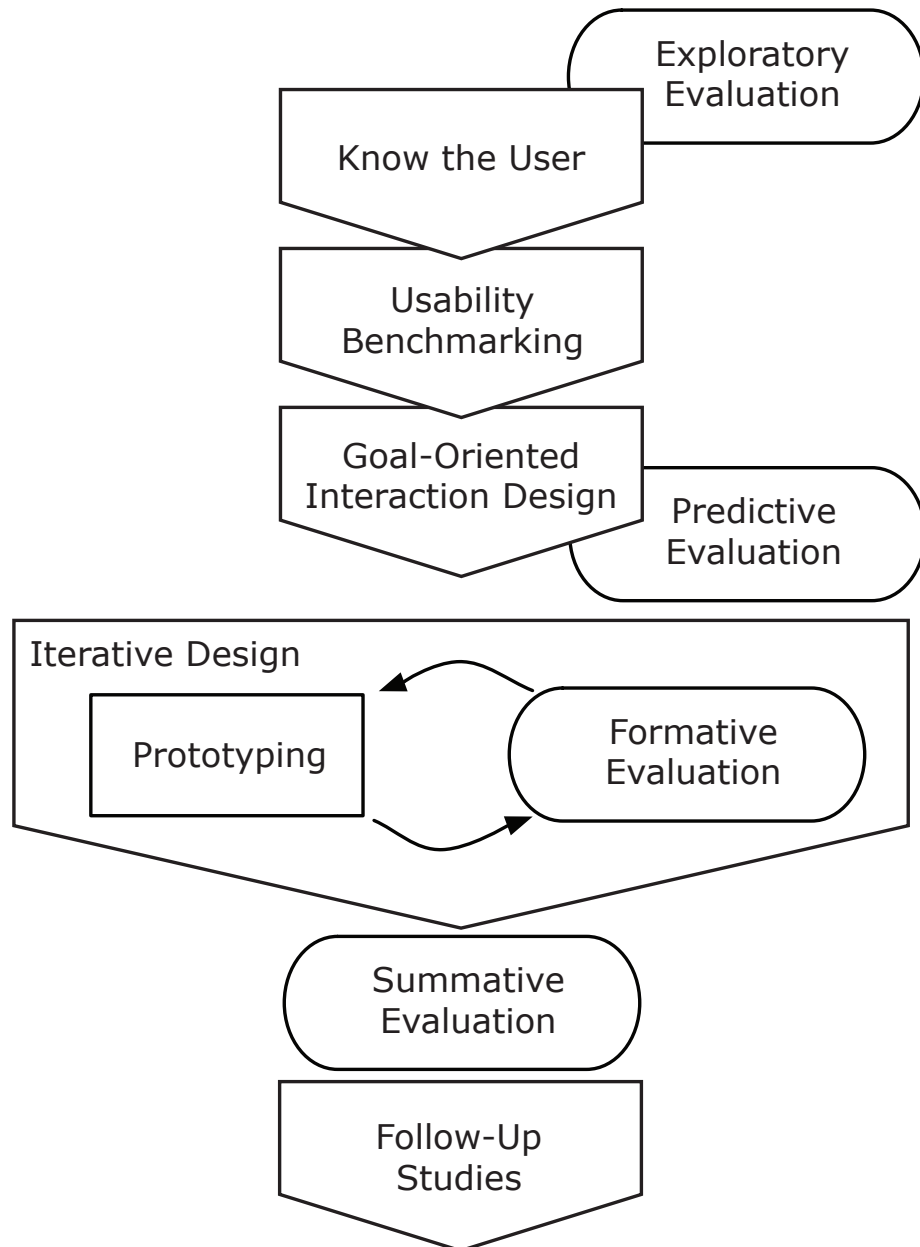 Exploratory
Evaluation
Know the User
Usability
Benchmarking
Goal-Oriented
Interaction Design
Predictive
Evaluation
Iterative Design
Prototyping
Formative
Evaluation
Summative
Evaluation
Follow-Up
Studies